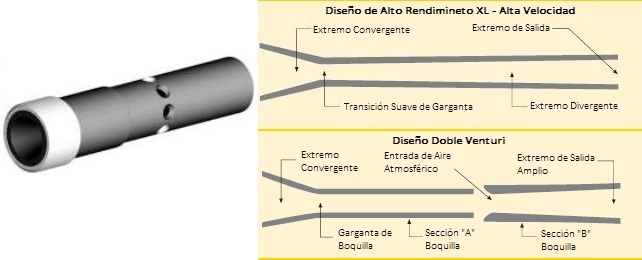 Diseño de Alto Rendimineto XL - Alta Velocidad
Extremo Convergente
Extremo de Salida
Transición Suave de Garganta
Extremo Divergente
Diseño Doble Venturi
Extremo
Convergente
Entrada de Aire
Atmosférico
Extremo de Salida
Amplio
Garganta de
Boquilla
Sección "A"
Boquilla
Sección "B"
Boquilla